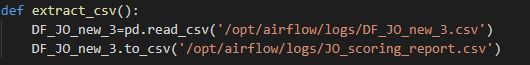 def extract_csv():
    DF_JO_new_3=pd.read_csv('/opt/airflow/logs/DF_JO_new_3.csv')
    DF_JO_new_3.to_csv('/opt/airflow/logs/JO_scoring_report.csv')